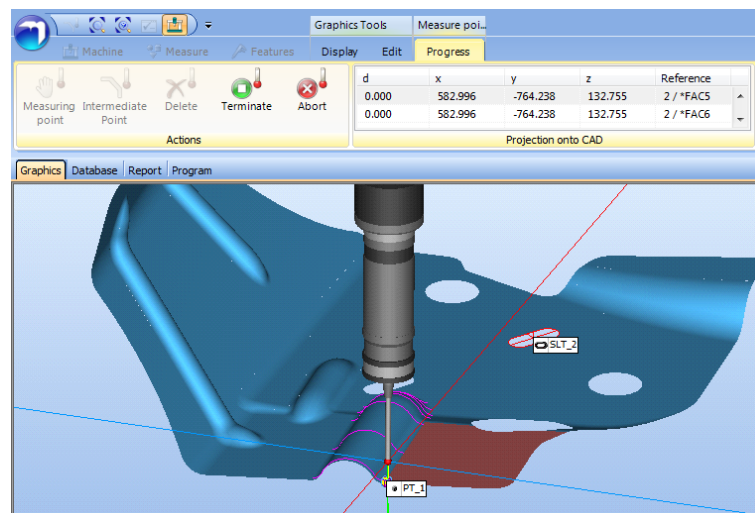 Graphics Tools Measure poi...
Machine Measure Features Display Edit Progress
Measuring point
Intermediate Point
Delete
Terminate
Abort
Actions
d x y z Reference
0.000 582.996 -764.238 132.755 2 / *FAC5
0.000 582.996 -764.238 132.755 2 / *FAC6
Projection onto CAD
Graphics Database Report Program
SLT_2
PT_1